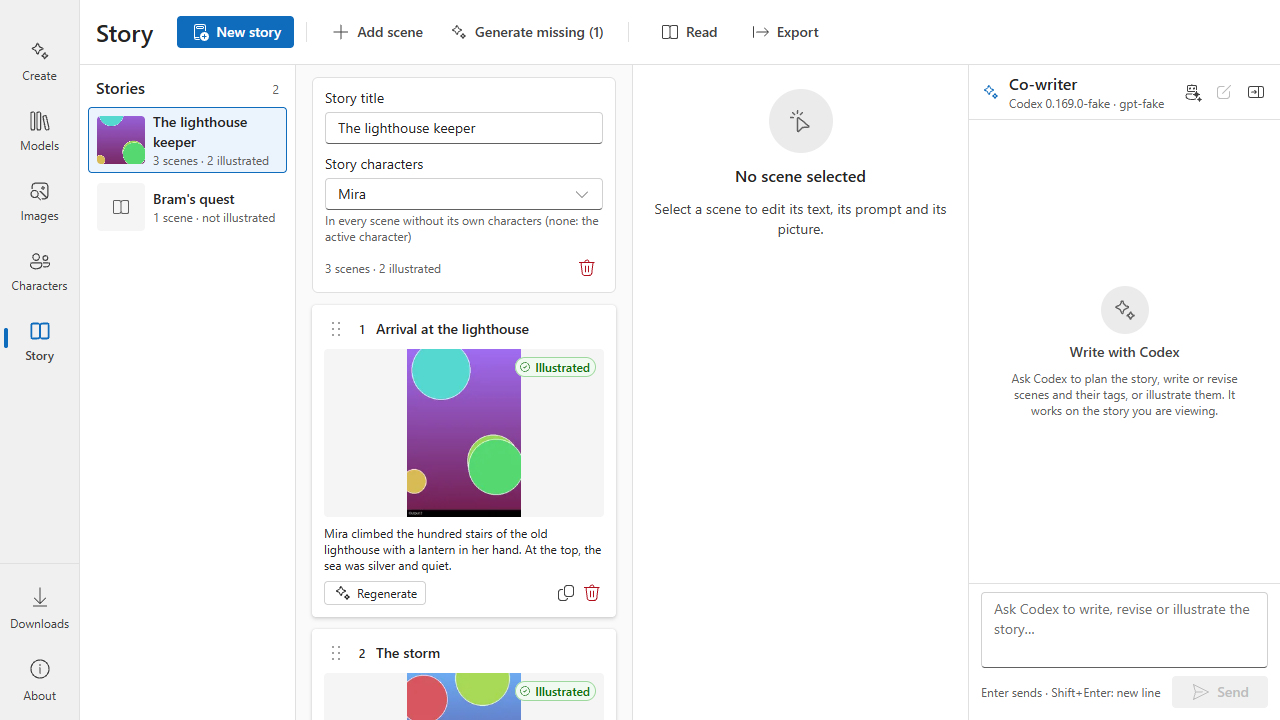 Create
Models
Images
Characters
Story
Downloads
About
Story
New story
Add scene
Generate missing (1)
Read
Export
Stories
2
The lighthouse
keeper
3 scenes · 2 illustrated
Bram's quest
1 scene · not illustrated
Story title
The lighthouse keeper
Story characters
Mira
In every scene without its own characters (none: the
active character)
3 scenes · 2 illustrated
1 Arrival at the lighthouse
Illustrated
Mira climbed the hundred stairs of the old
lighthouse with a lantern in her hand. At the top, the
sea was silver and quiet.
Regenerate
2 The storm
Illustrated
No scene selected
Select a scene to edit its text, its prompt and its
picture.
Co-writer
Codex 0.169.0-fake · gpt-fake
Write with Codex
Ask Codex to plan the story, write or revise
scenes and their tags, or illustrate them. It
works on the story you are viewing.
Ask Codex to write, revise or illustrate the
story...
Enter sends · Shift+Enter: new line
Send